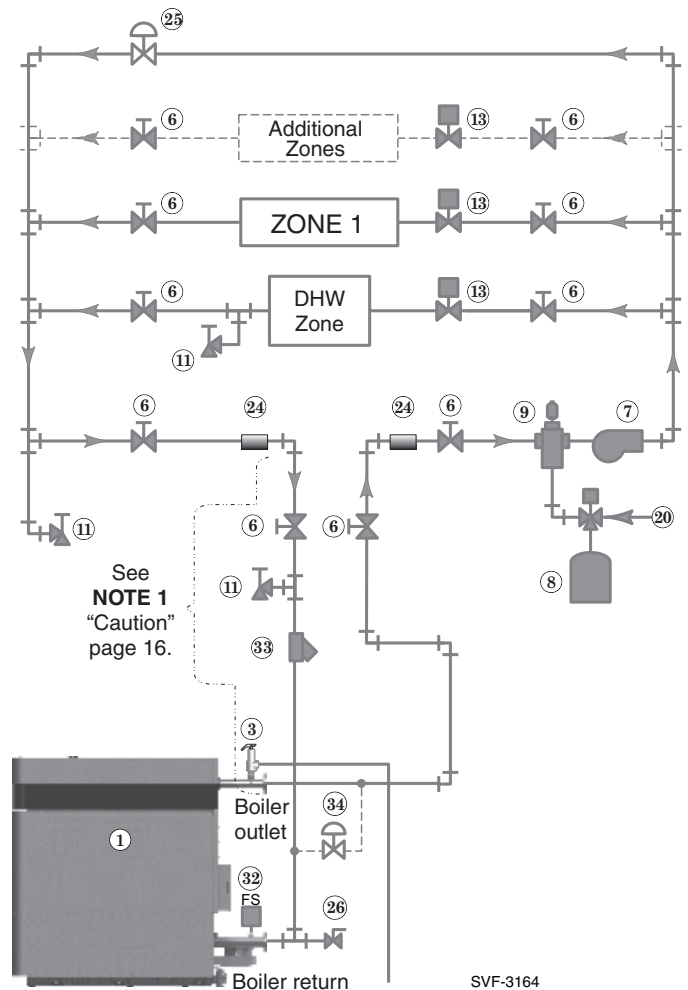 25
6
Additional
Zones
13
6
6
ZONE 1
13
6
6
DHW
Zone
13
6
11
6
24
24
6
9
7
11
6
6
20
8
See
NOTE 1
"Caution"
page 16.
11
33
3
Boiler
outlet
34
1
32
FS
26
Boiler return
SVF-3164